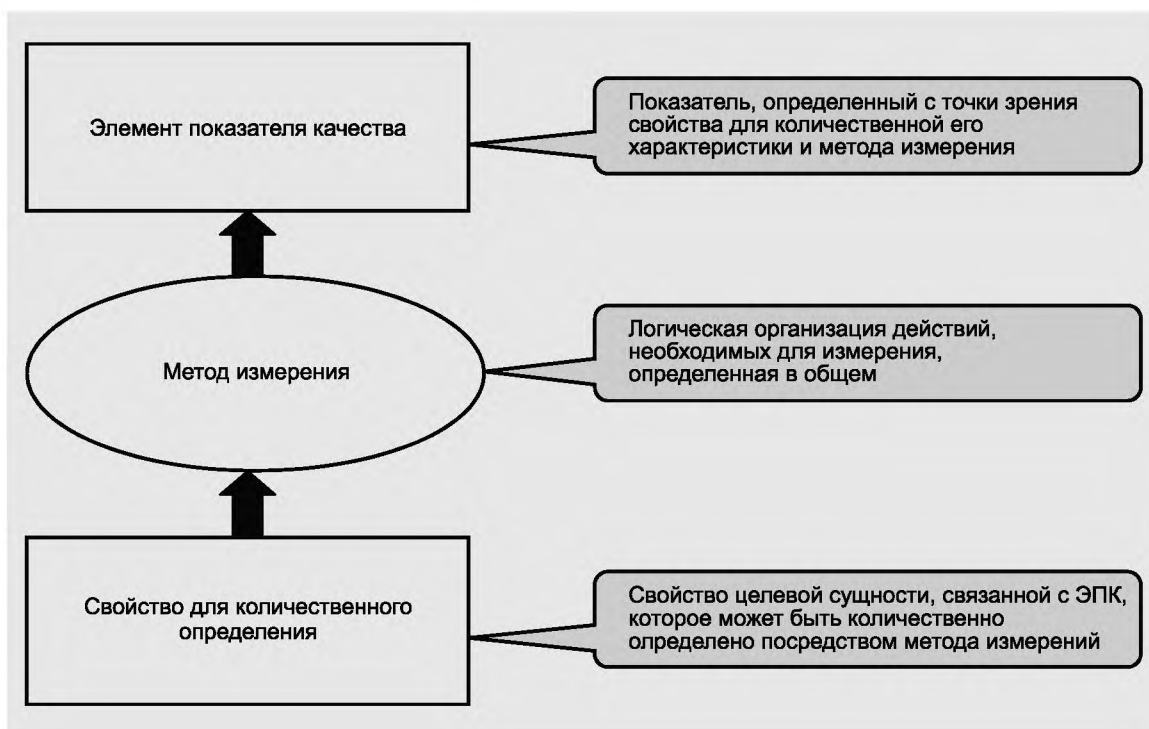 Элемент показателя качества
Показатель, определенный с точки зрения
свойства для количественной его
характеристики и метода измерения
Метод измерения
Логическая организация действий,
необходимых для измерения,
определенная в общем
Свойство для количественного
определения
Свойство целевой сущности, связанной с ЭПК,
которое может быть количественно
определено посредством метода измерений